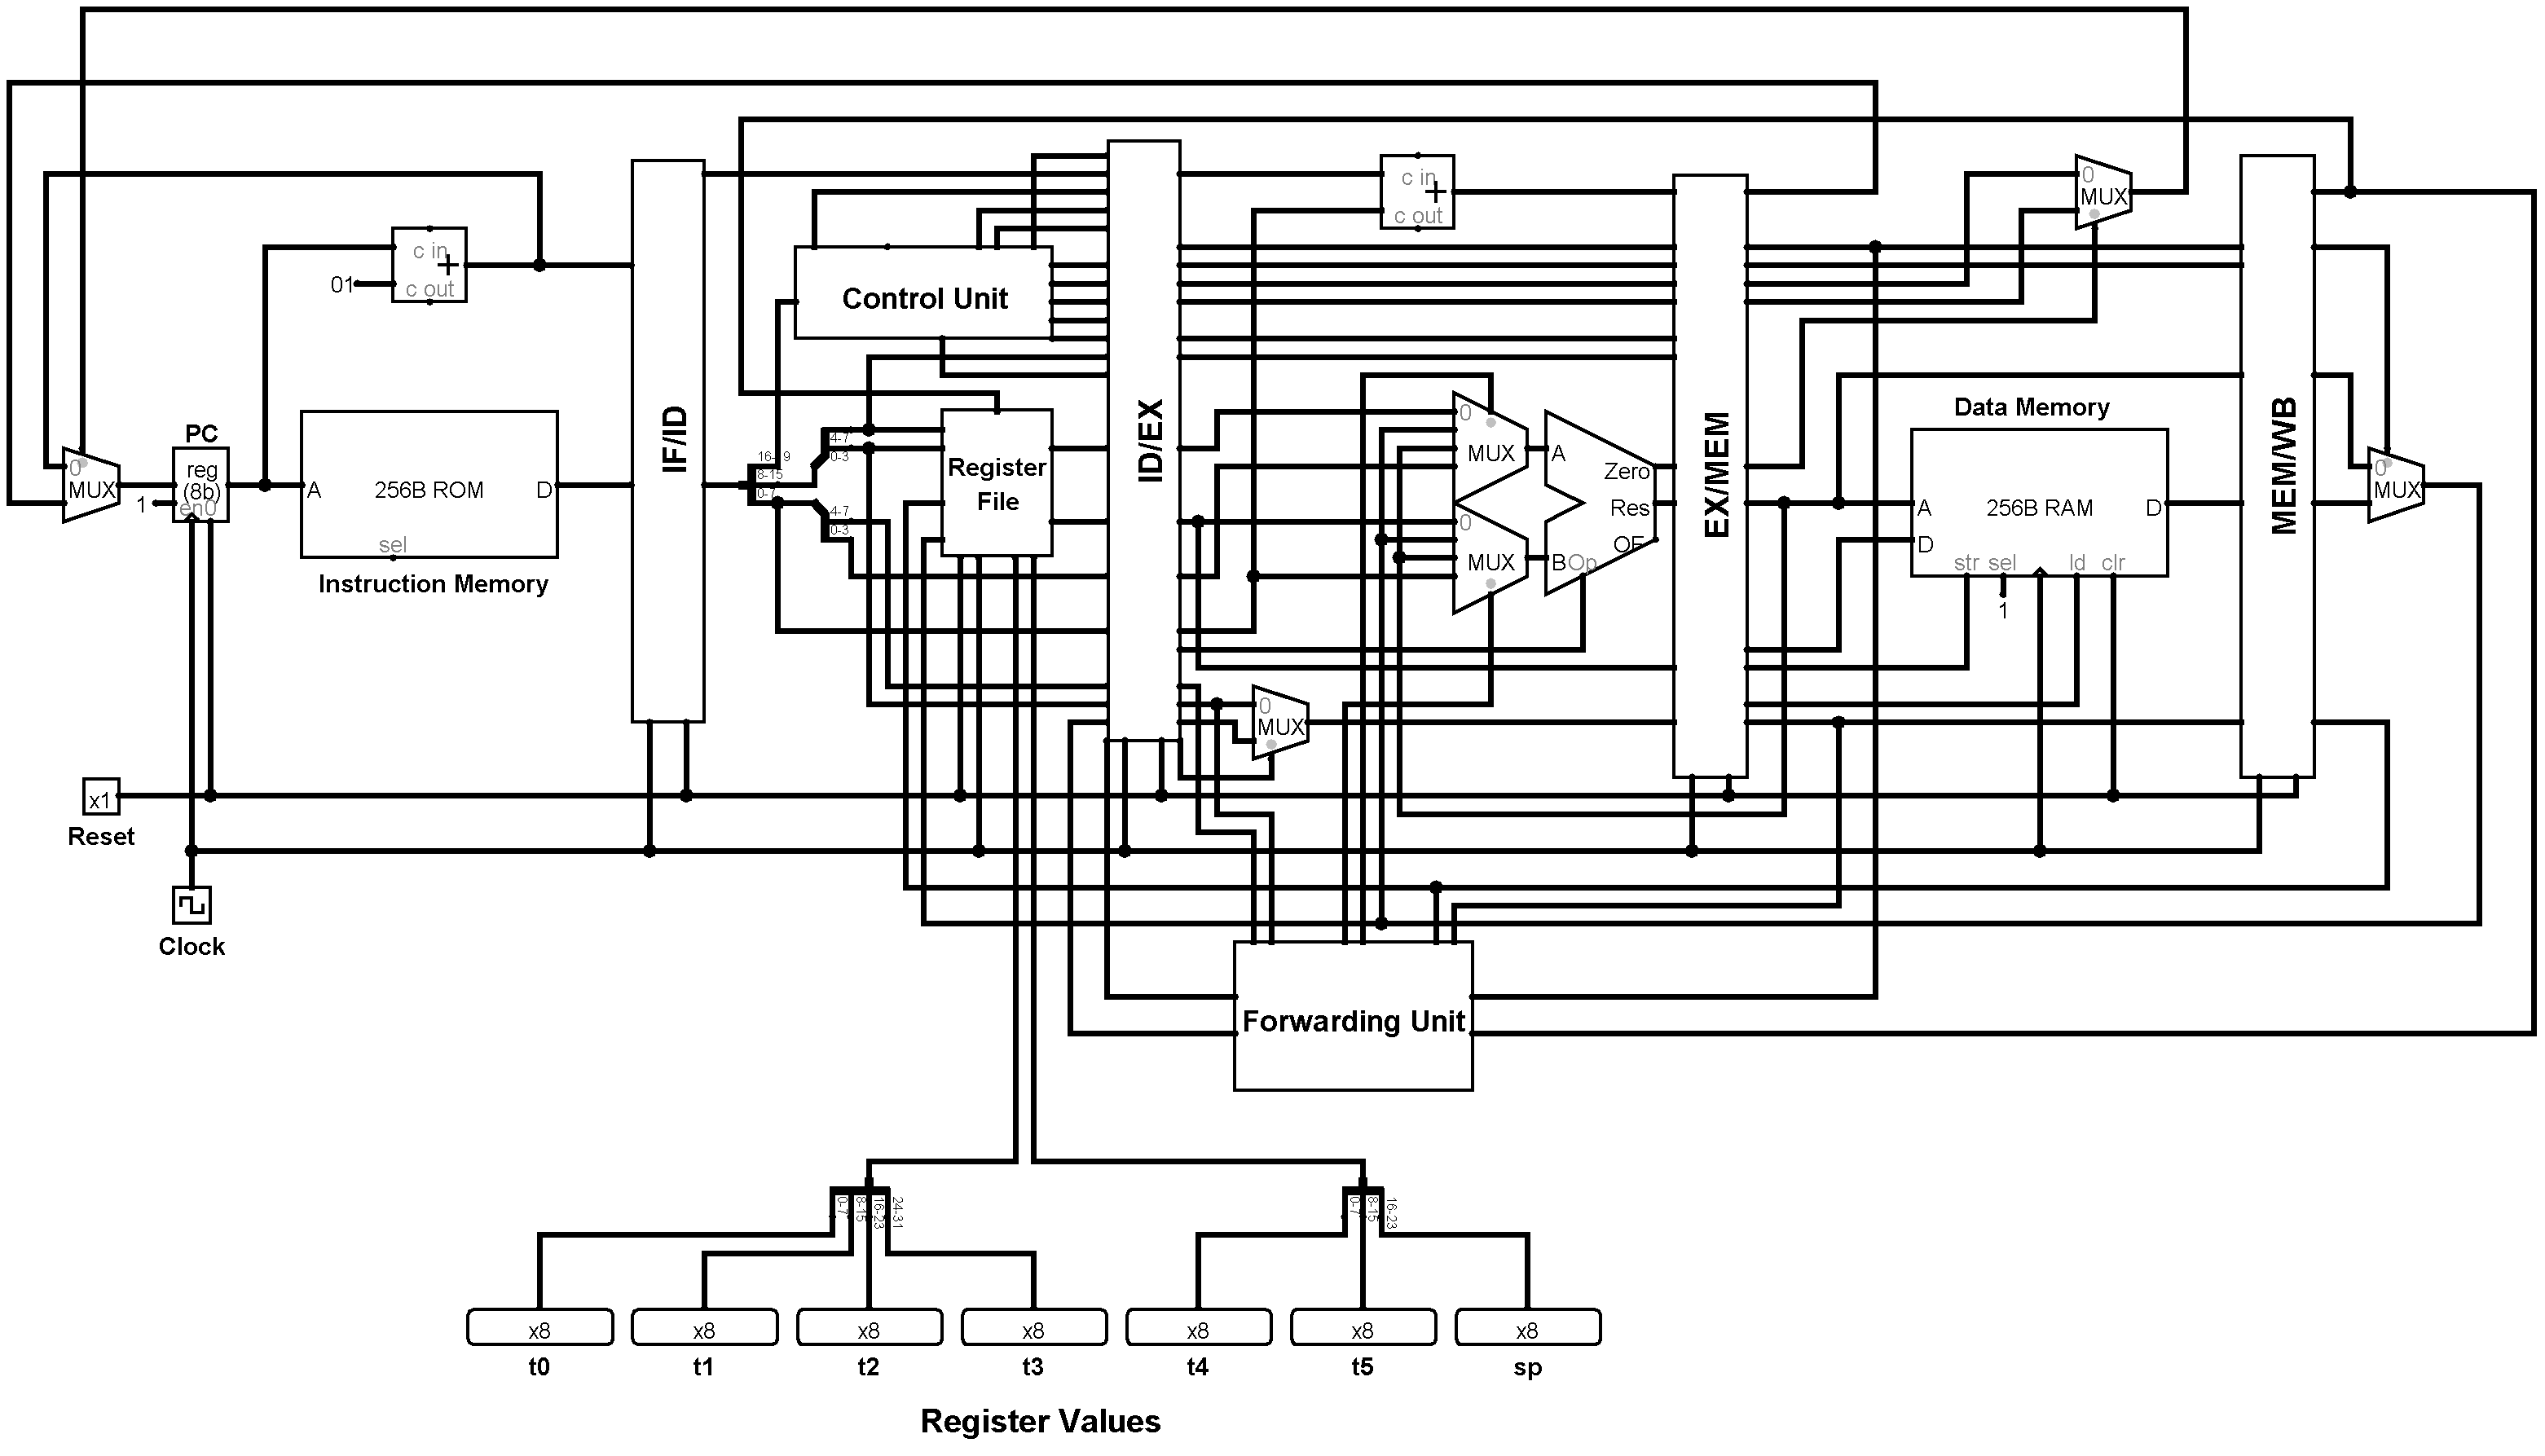 c in
+
c out
01
c in
+
c out
0
MUX
Control Unit
PC
0
MUX
reg
(8b)
en0
1
A
256B ROM
D
sel
Instruction Memory
IF/ID
8-15
0-7
4-7
0-3
4-7
0-3
Register
File
ID/EX
0
MUX
0
MUX
A
B
Op
Zero
Res
OF
EX/MEM
Data Memory
A
256B RAM
D
D
str
sel
ld
clr
1
MEM/WB
0
MUX
0
MUX
x1
Reset
Clock
Forwarding Unit
0-7
8-15
16-23
24-31
0-7
8-15
16-23
x8
x8
x8
x8
x8
x8
x8
t0
t1
t2
t3
t4
t5
sp
Register Values